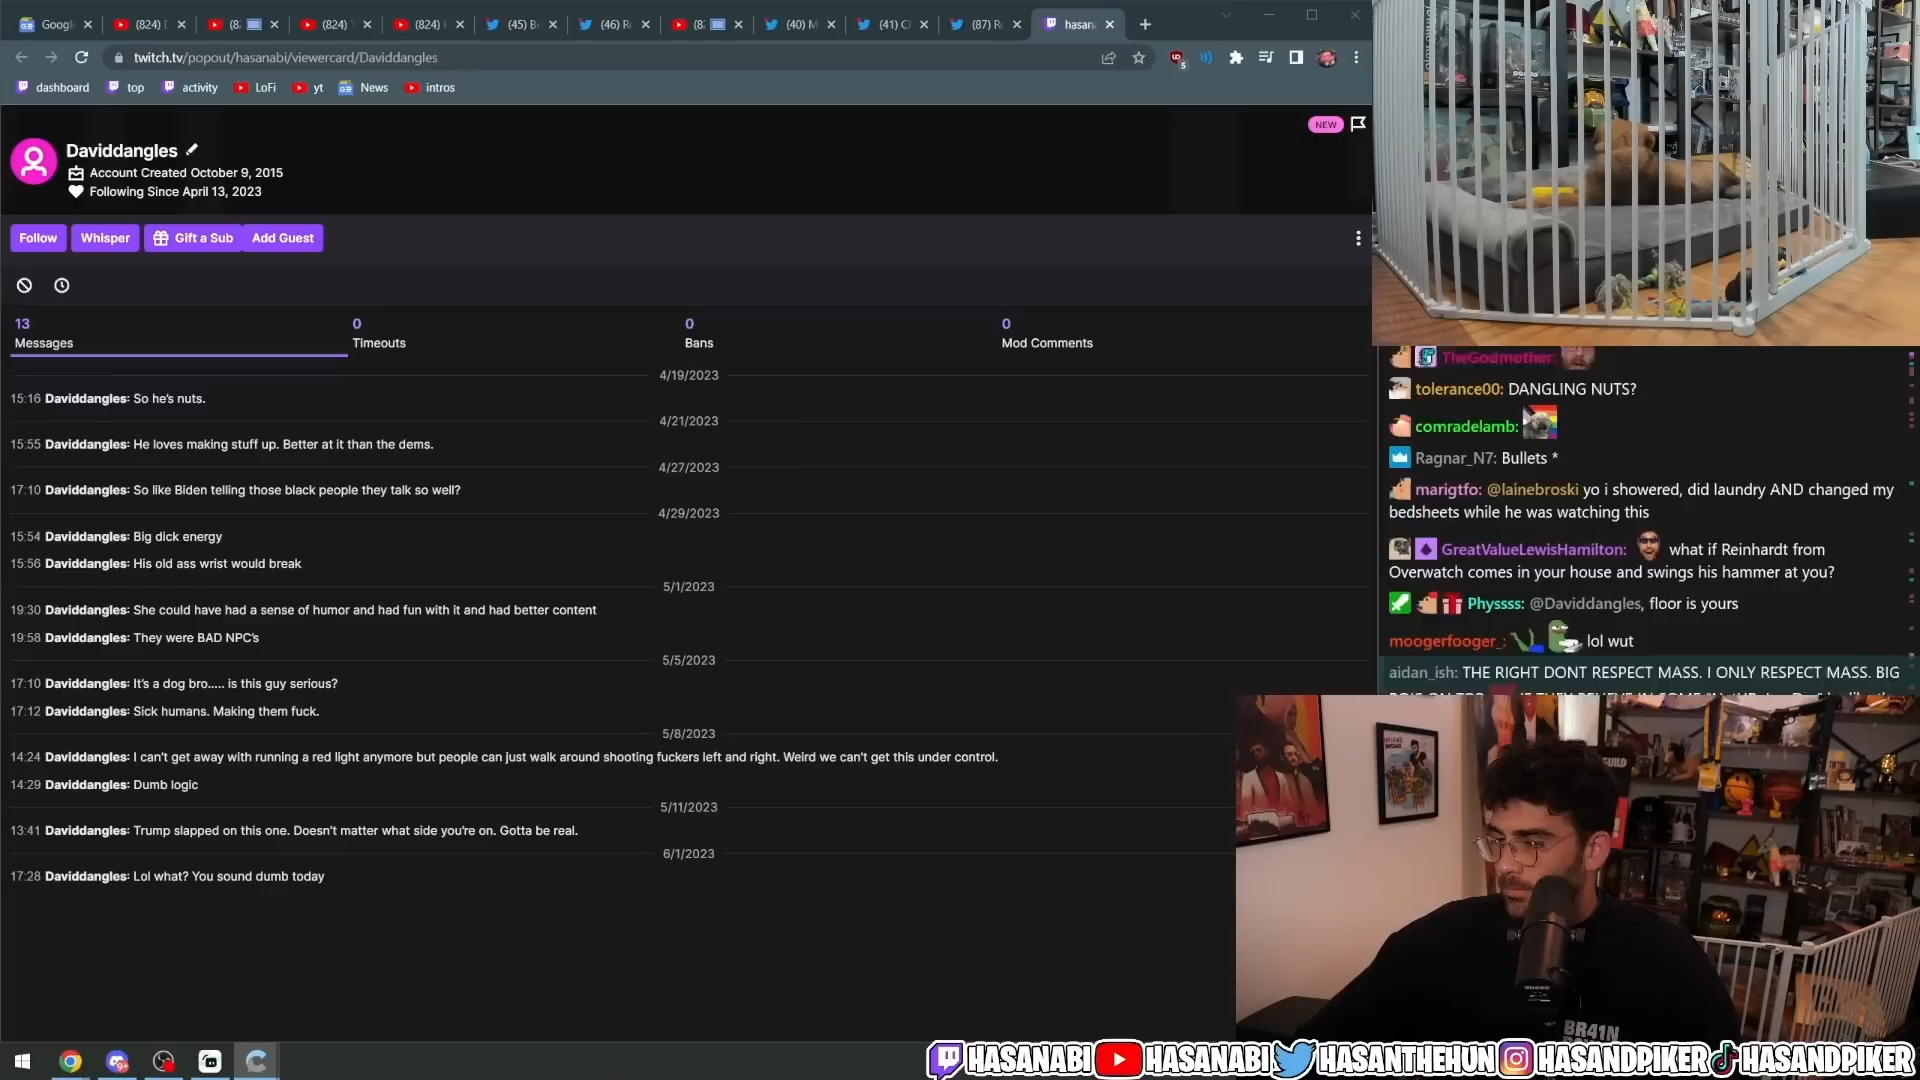 Googl
(824)
(824)
(824)
(45) B
(46) R
(40) M
(41) C
(87) R
hasan
twitch.tv/popout/hasanabi/viewercard/Daviddangles
dashboard
top
activity
LoFi
yt
News
intros
NEW
Daviddangles
Account Created October 9, 2015
Following Since April 13, 2023
Follow
Whisper
Gift a Sub
Add Guest
13
Messages
0
Timeouts
0
Bans
0
Mod Comments
4/19/2023
15:16 Daviddangles: So he's nuts.
4/21/2023
15:55 Daviddangles: He loves making stuff up. Better at it than the dems.
4/27/2023
17:10 Daviddangles: So like Biden telling those black people they talk so well?
4/29/2023
15:54 Daviddangles: Big dick energy
15:56 Daviddangles: His old ass wrist would break
5/1/2023
19:30 Daviddangles: She could have had a sense of humor and had fun with it and had better content
19:58 Daviddangles: They were BAD NPC's
5/5/2023
17:10 Daviddangles: It's a dog bro..... is this guy serious?
17:12 Daviddangles: Sick humans. Making them fuck.
5/8/2023
14:24 Daviddangles: I can't get away with running a red light anymore but people can just walk around shooting fuckers left and right. Weird we can't get this under control.
14:29 Daviddangles: Dumb logic
5/11/2023
13:41 Daviddangles: Trump slapped on this one. Doesn't matter what side you're on. Gotta be real.
6/1/2023
17:28 Daviddangles: Lol what? You sound dumb today
TheGodmother
tolerance00: DANGLING NUTS?
comradelamb:
Ragnar_N7: Bullets *
marigtfo: @lainebroski yo i showered, did laundry AND changed my
bedsheets while he was watching this
GreatValueLewisHamilton: what if Reinhardt from
Overwatch comes in your house and swings his hammer at you?
Physsss: @Daviddangles, floor is yours
moogerfooger_: lol wut
aidan_ish: THE RIGHT DONT RESPECT MASS. I ONLY RESPECT MASS. BIG
BR41N
HASANABI
HASANABI
HASANTHEHUN
HASANDPIKER
HASANDPIKER